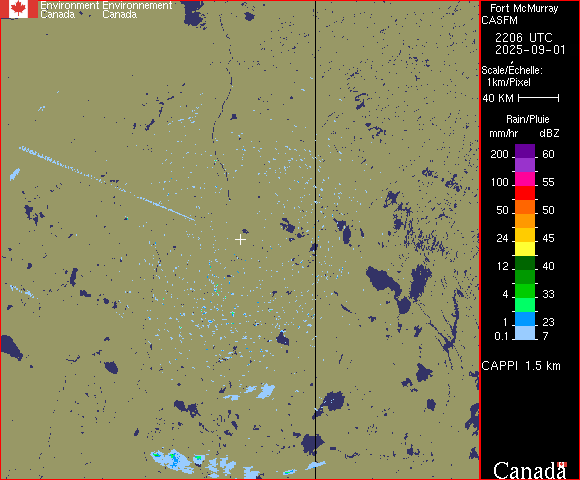 Environment Environnement
Canada Canada
Fort McMurray
CASFM
2206 UTC
2025-09-01
Scale/Échelle:
1km/Pixel
40 KM
Rain/Pluie
mm/hr dBZ
200 60
100 55
50 50
24 45
12 40
4 33
1 23
0.1 7
CAPPI 1.5 km
Canada